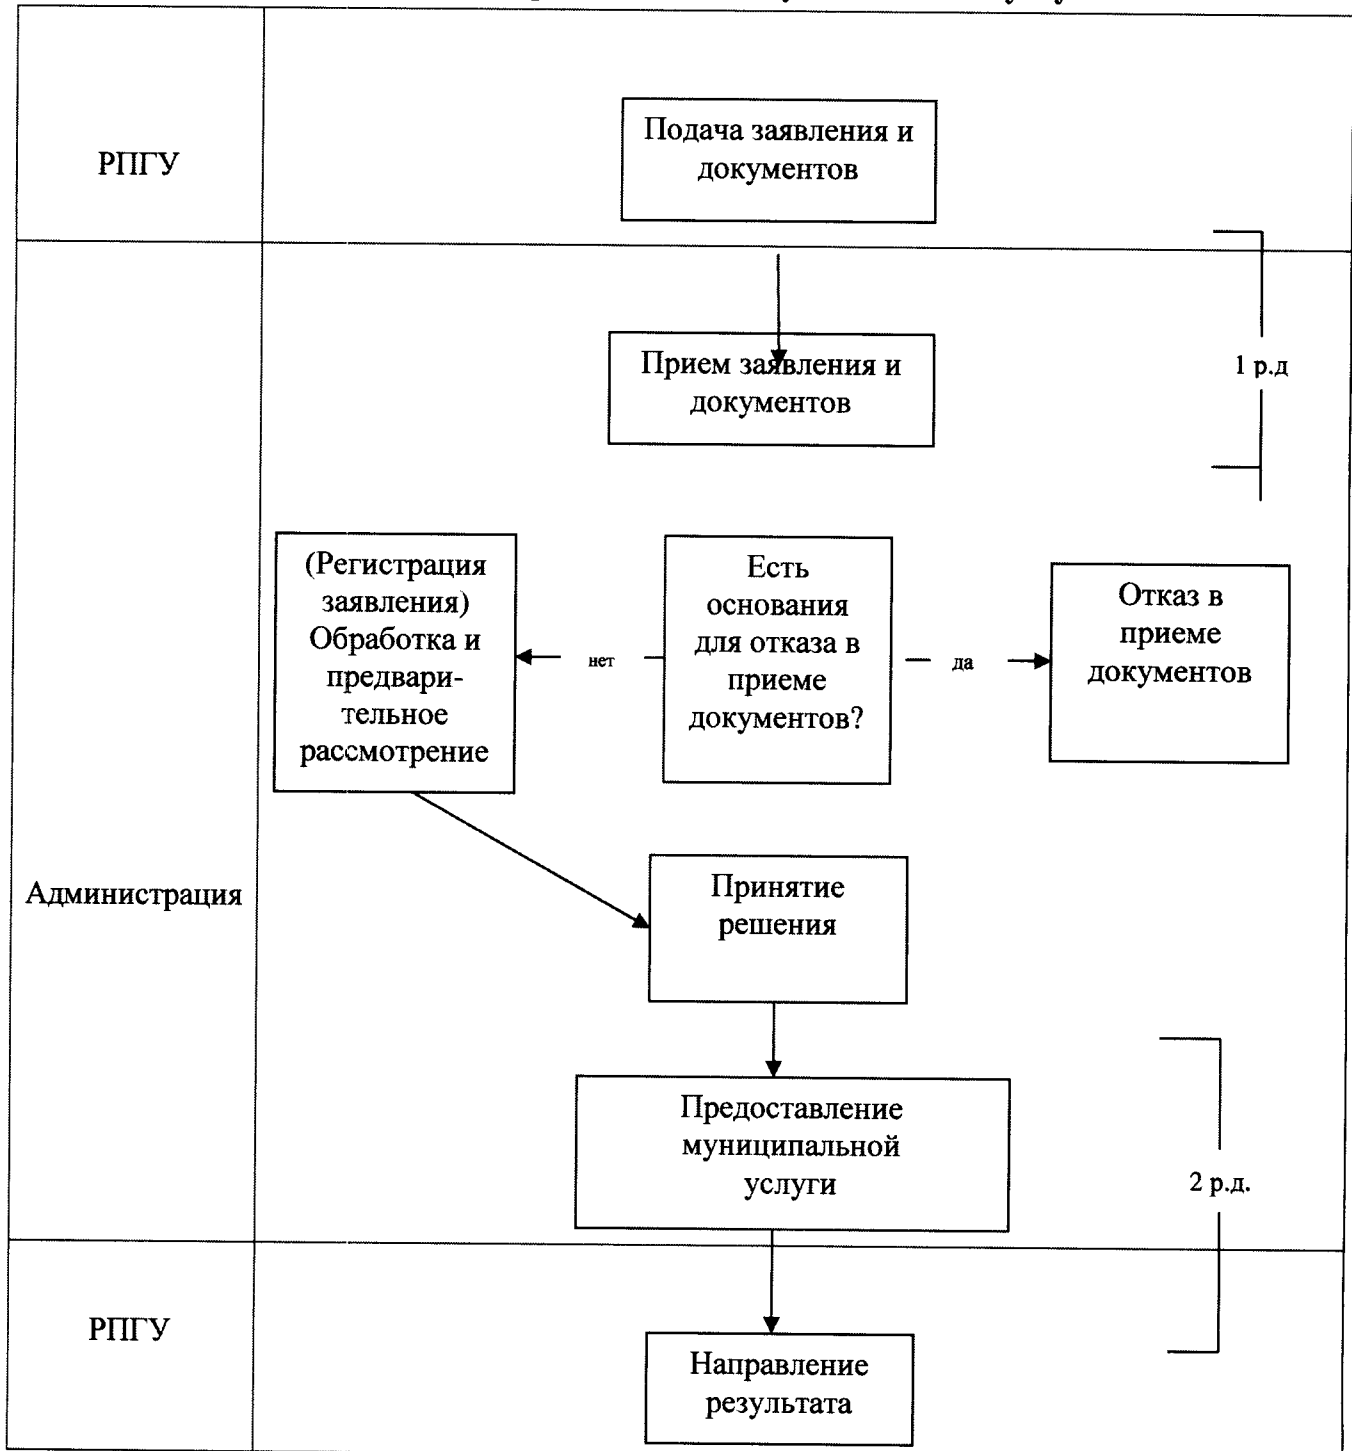 РПГУ
Подача заявления и
документов
Прием заявления и
документов
1 р.д
(Регистрация
заявления)
Обработка и
предвари-
тельное
рассмотрение
нет
Есть
основания
для отказа в
приеме
документов?
да
Отказ в
приеме
документов
Администрация
Принятие
решения
Предоставление
муниципальной
услуги
2 р.д.
РПГУ
Направление
результата